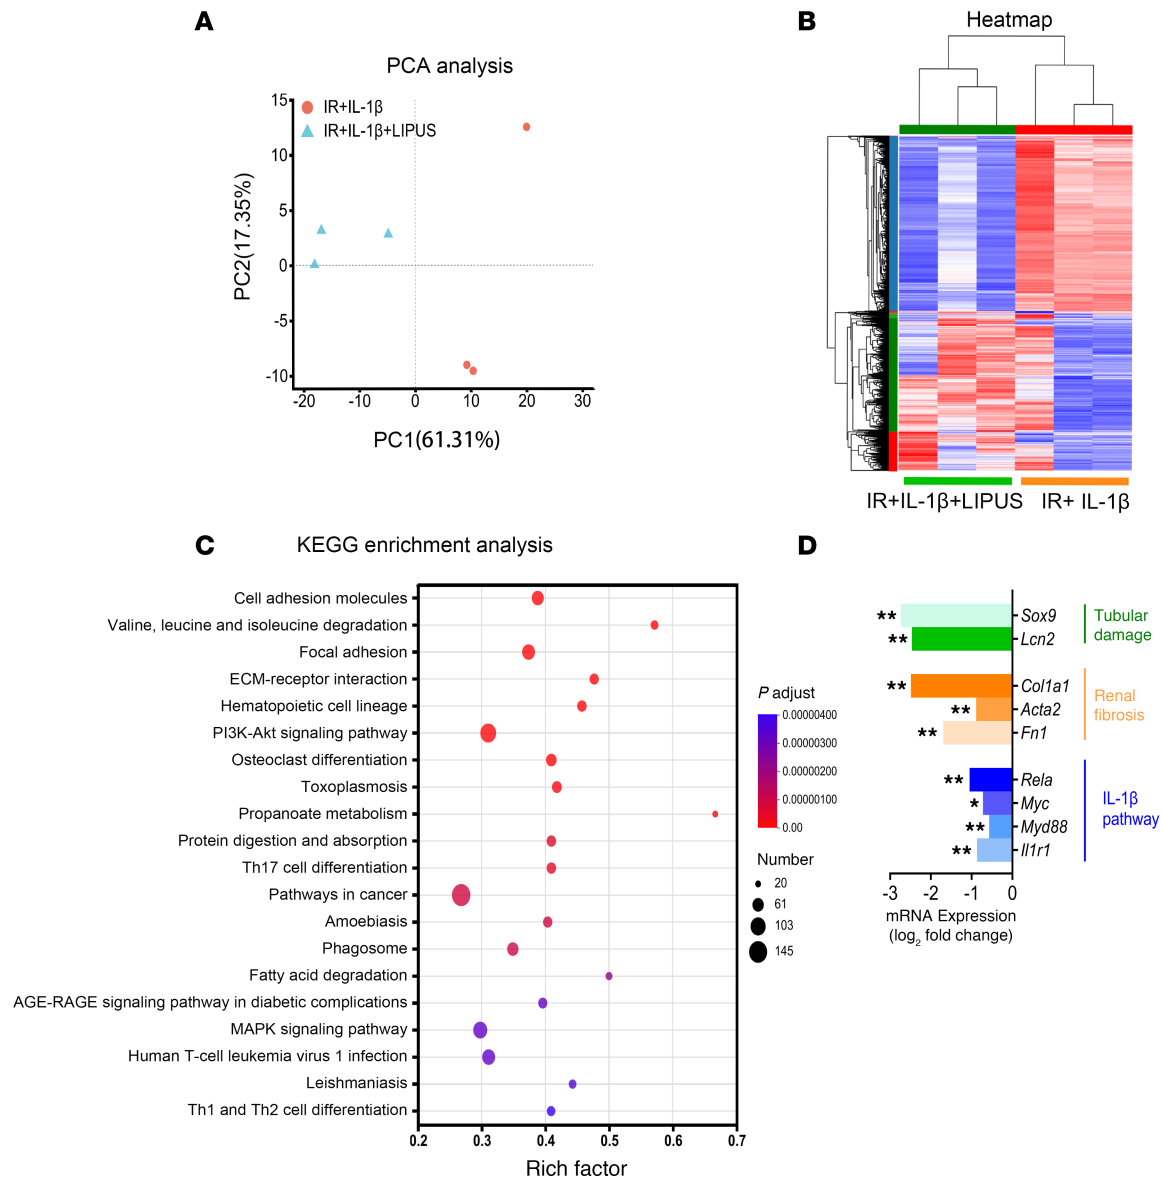 A
PCA analysis
IR+IL-1β
IR+IL-1β+LIPUS
15
10
5
0
-5
-10
-20
-10
0
10
20
30
PC2(17.35%)
PC1(61.31%)
B
Heatmap
IR+IL-1β+LIPUS
IR+ IL-1β
C
KEGG enrichment analysis
Cell adhesion molecules
Valine, leucine and isoleucine degradation
Focal adhesion
ECM-receptor interaction
Hematopoietic cell lineage
PI3K-Akt signaling pathway
Osteoclast differentiation
Toxoplasmosis
Propanoate metabolism
Protein digestion and absorption
Th17 cell differentiation
Pathways in cancer
Amoebiasis
Phagosome
Fatty acid degradation
AGE-RAGE signaling pathway in diabetic complications
MAPK signaling pathway
Human T-cell leukemia virus 1 infection
Leishmaniasis
Th1 and Th2 cell differentiation
0.2
0.3
0.4
0.5
0.6
0.7
Rich factor
P adjust
0.00000400
0.00000300
0.00000200
0.00000100
0.00
Number
20
61
103
145
D
** Sox9
** Lcn2
Tubular
damage
** Col1a1
** Acta2
** Fn1
Renal
fibrosis
** Rela
* Myc
** Myd88
** Il1r1
IL-1β
pathway
-3
-2
-1
0
mRNA Expression
(log2 fold change)